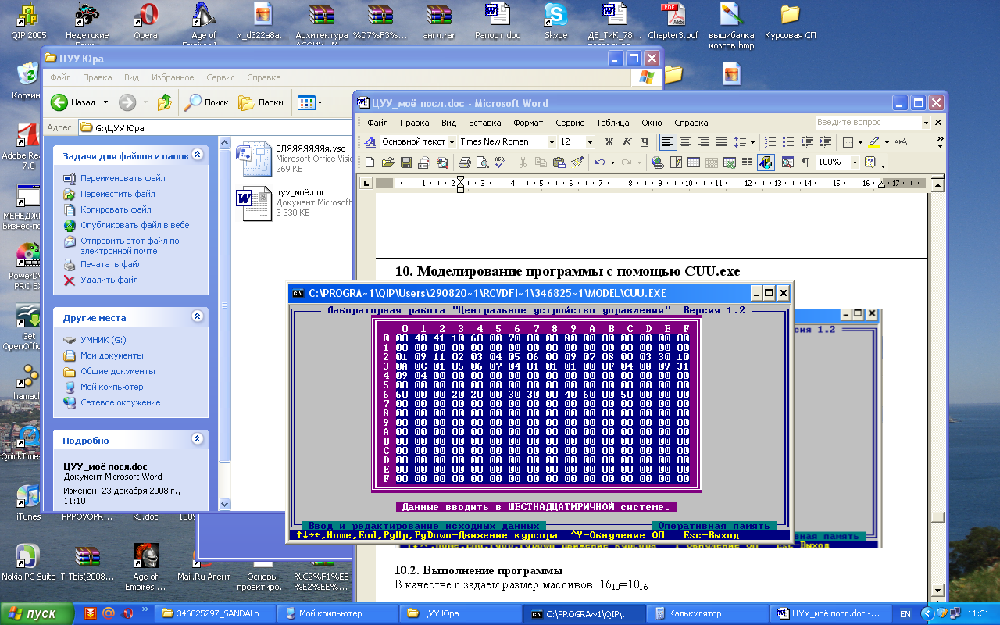 QIP 2005
Недетские
Гонки
Opera
Age of
Empires I...
x_d322a8a...
Архитектура
АСОИУ - М...
%D7%F3%...
англ.rar
Рапорт.doc
Skype
ДЗ_ТиК_78...
последняя...
Chapter3.pdf
вышибалка
мозгов.bmp
Курсовая СП
ЦУУ Юра
Файл Правка Вид Избранное Сервис Справка
Назад
Поиск
Папки
Адрес:
G:\ЦУУ Юра
Задачи для файлов и папок
Переименовать файл
Переместить файл
Копировать файл
Опубликовать файл в вебе
Отправить этот файл по
электронной почте
Печатать файл
Удалить файл
Другие места
УМНИК (G:)
Мои документы
Общие документы
Мой компьютер
Сетевое окружение
Подробно
ЦУУ_моё посл.doc
Документ Microsoft Word
Изменен: 23 декабря 2008 г.,
11:10
БЛЯЯЯЯЯЯЯя.vsd
Microsoft Office Visio
269 КБ
цуу_моё.doc
Документ Microsoft
3 330 КБ
Корзин
Adobe Re
7.0
МЕНЕДЖ
Бизнес-по
PowerDV
PRO EX
Get
OpenOffic
hamach
QuickTime
iTunes
PPPOVOPR...
k3.doc
1509
Nokia PC Suite
T-Tbis(2008...
Age of
Empires ...
Mail.Ru Агент
Основы
проектиро...
%C2%F1%E5
%E2%EE%...
ЦУУ_моё посл.doc - Microsoft Word
Файл Правка Вид Вставка Формат Сервис Таблица Окно Справка
Введите вопрос
Основной текст
Times New Roman
12
Ж К Ч
100%
1 2 3 4 5 6 7 8 9 10 11 12 13 14 15 16 17
10. Моделирование программы с помощью CUU.exe
C:\PROGRA~1\QIP\Users\290820~1\RCVDFI~1\346825~1\MODEL\CUU.EXE
Лабораторная работа "Центральное устройство управления" Версия 1.2
0 1 2 3 4 5 6 7 8 9 A B C D E F
0 00 40 41 10 60 00 70 00 00 80 00 00 00 00 00 00
1 00 00 00 00 00 00 00 00 00 00 00 00 00 00 00 00
2 01 09 11 02 03 04 05 06 00 09 07 08 00 03 30 10
3 0A 0C 01 05 06 07 04 01 01 01 00 0F 04 08 09 31
4 09 04 00 00 00 00 00 00 00 00 00 00 00 00 00 00
5 00 00 00 00 00 00 00 00 00 00 00 00 00 00 00 00
6 60 00 00 20 20 00 30 30 00 40 60 00 50 00 00 00
7 00 00 00 00 00 00 00 00 00 00 00 00 00 00 00 00
8 00 00 00 00 00 00 00 00 00 00 00 00 00 00 00 00
9 00 00 00 00 00 00 00 00 00 00 00 00 00 00 00 00
A 00 00 00 00 00 00 00 00 00 00 00 00 00 00 00 00
B 00 00 00 00 00 00 00 00 00 00 00 00 00 00 00 00
C 00 00 00 00 00 00 00 00 00 00 00 00 00 00 00 00
D 00 00 00 00 00 00 00 00 00 00 00 00 00 00 00 00
E 00 00 00 00 00 00 00 00 00 00 00 00 00 00 00 00
F 00 00 00 00 00 00 00 00 00 00 00 00 00 00 00 00
Данные вводить в ШЕСТНАДЦАТИРИЧНОЙ системе.
Ввод и редактирование исходных данных
Оперативная память
↑↓→←,Home,End,PgUp,PgDown-Движение курсора ^Y-Обнуление ОП Esc-Выход
сия 1.2
вная память
10.2. Выполнение программы
В качестве n задаем размер массивов. 16₁₀=10₁₆
пуск
346825297_SANDALb
Мой компьютер
ЦУУ Юра
C:\PROGRA~1\QIP\...
Калькулятор
ЦУУ_моё посл.doc -...
EN
11:31